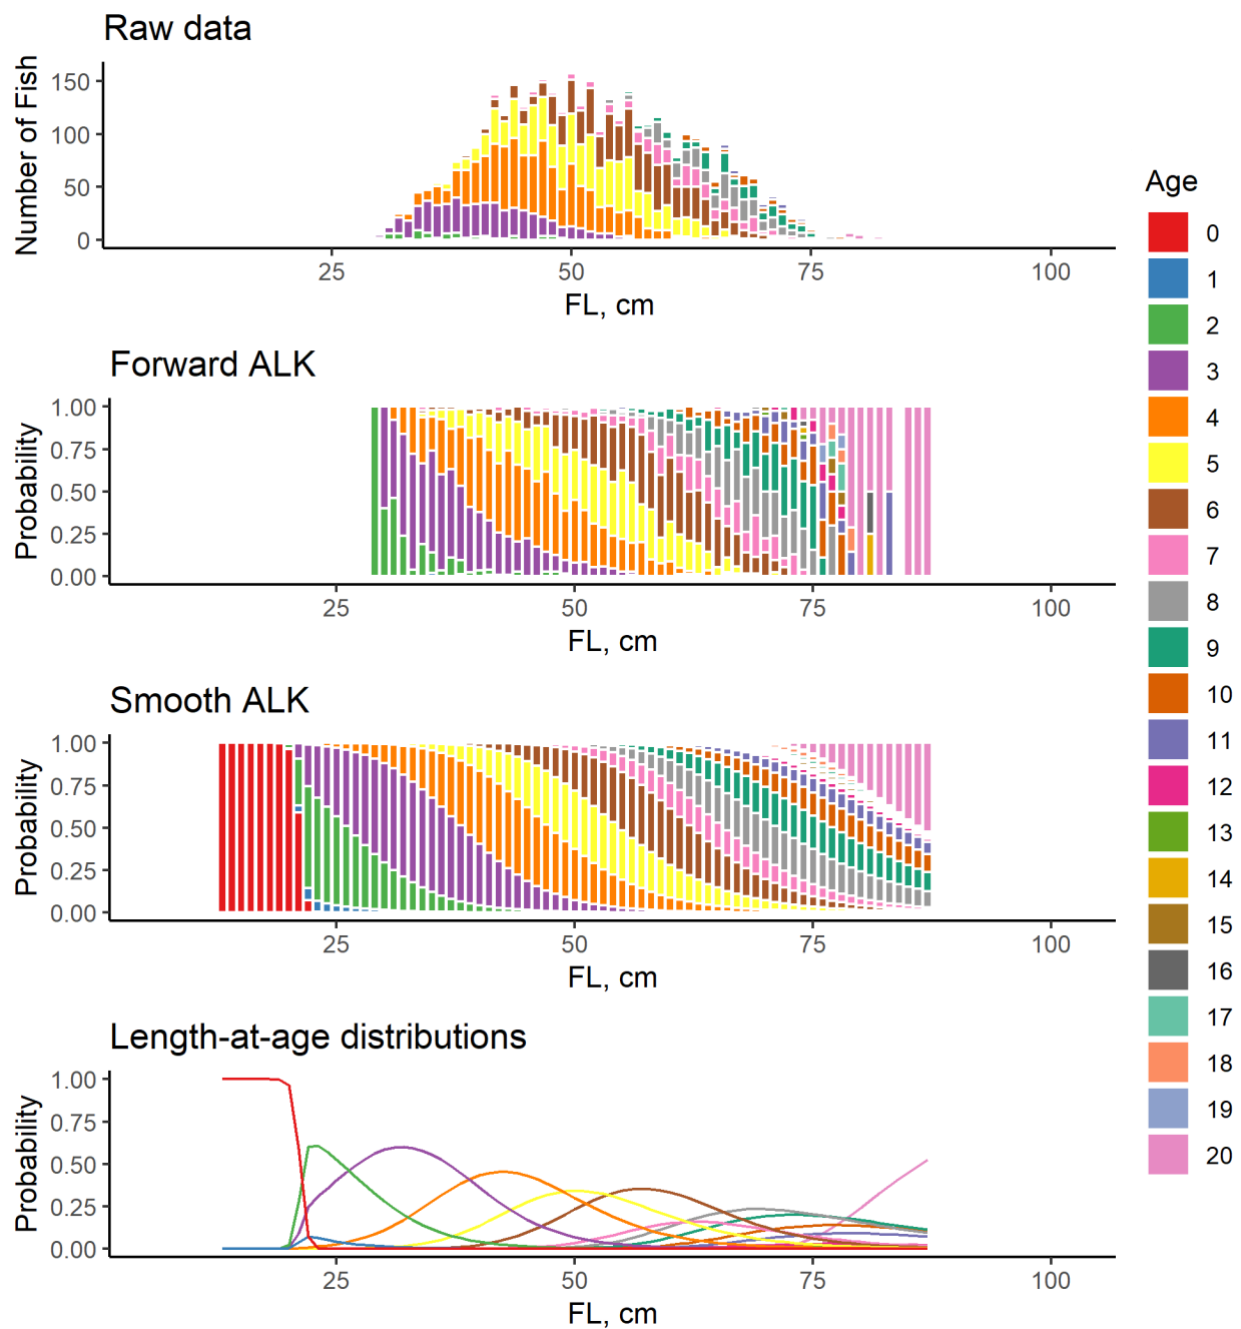 Raw data
Number of Fish
150
100
50
0
25 50 75 100
FL, cm
Forward ALK
Probability
1.00
0.75
0.50
0.25
0.00
25 50 75 100
FL, cm
Smooth ALK
Probability
1.00
0.75
0.50
0.25
0.00
25 50 75 100
FL, cm
Length-at-age distributions
Probability
1.00
0.75
0.50
0.25
0.00
25 50 75 100
FL, cm
Age
0
1
2
3
4
5
6
7
8
9
10
11
12
13
14
15
16
17
18
19
20